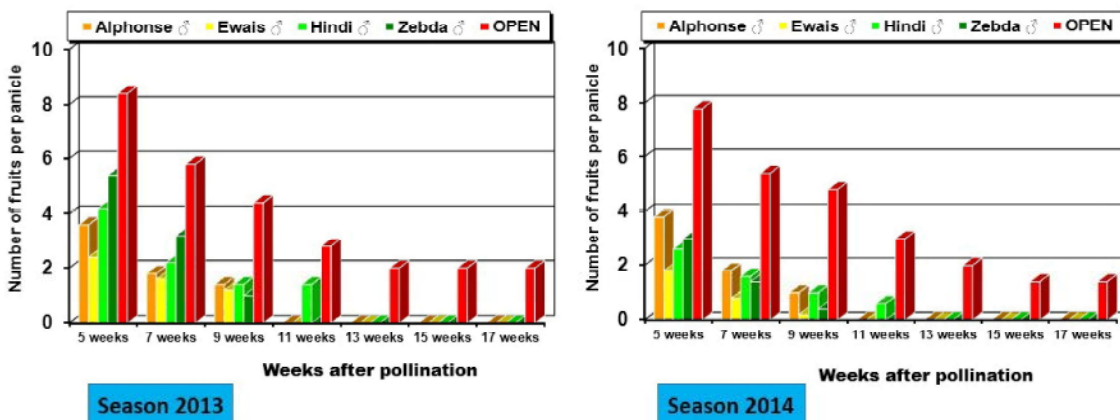 Alphonse ♂ Ewais ♂ Hindi ♂ Zebda ♂ OPEN
Number of fruits per panicle
10
8
6
4
2
0
5 weeks 7 weeks 9 weeks 11 weeks 13 weeks 15 weeks 17 weeks
Weeks after pollination
Season 2013
Alphonse ♂ Ewais ♂ Hindi ♂ Zebda ♂ OPEN
Number of fruits per panicle
10
8
6
4
2
0
5 weeks 7 weeks 9 weeks 11 weeks 13 weeks 15 weeks 17 weeks
Weeks after pollination
Season 2014